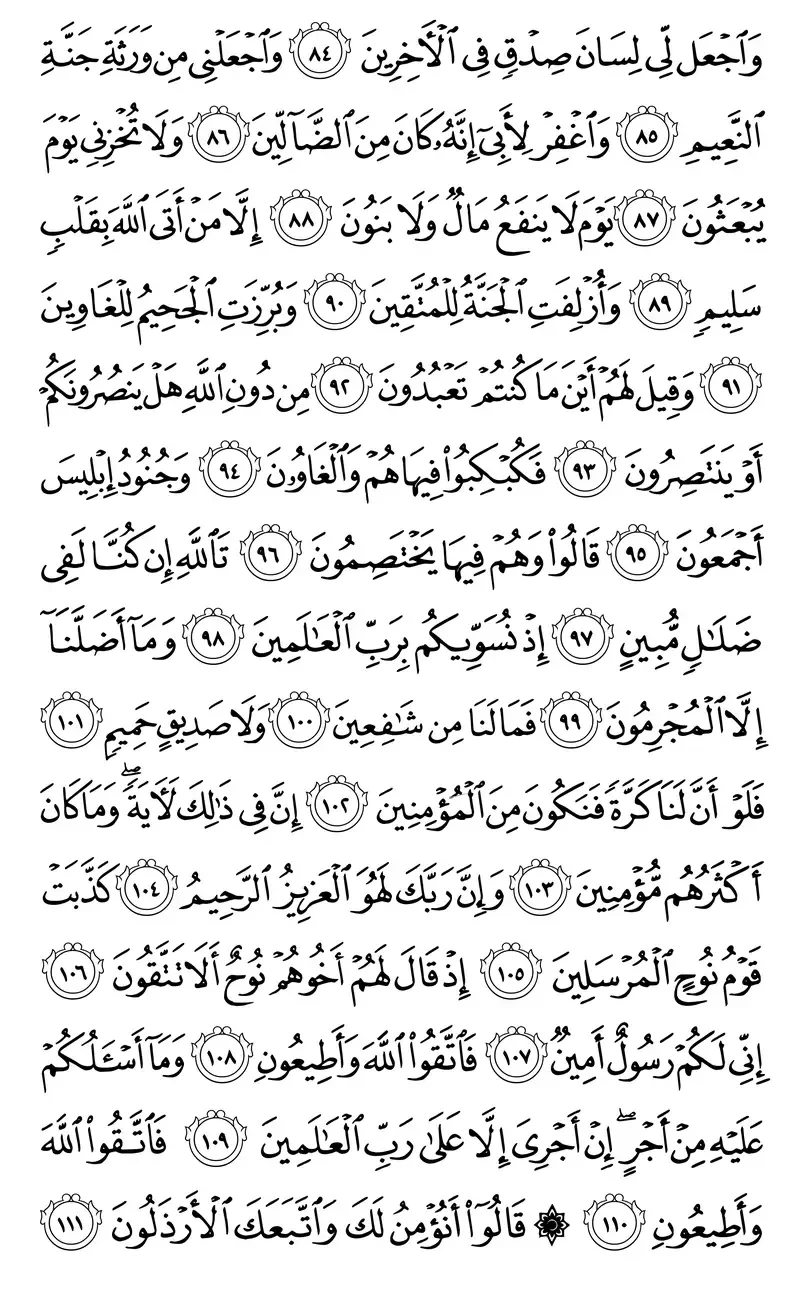 وَٱجْعَل لِّى لِسَانَ صِدْقٍ فِى ٱلْأَخِرِينَ ٨٤ وَٱجْعَلْنِى مِن وَرَثَةِ جَنَّةِ
ٱلنَّعِيمِ ٨٥ وَٱغْفِرْ لِأَبِىٓ إِنَّهُۥ كَانَ مِنَ ٱلضَّآلِّينَ ٨٦ وَلَا تُخْزِنِى يَوْمَ
يُبْعَثُونَ ٨٧ يَوْمَ لَا يَنفَعُ مَالٌ وَلَا بَنُونَ ٨٨ إِلَّا مَنْ أَتَى ٱللَّهَ بِقَلْبٍ
سَلِيمٍ ٨٩ وَأُزْلِفَتِ ٱلْجَنَّةُ لِلْمُتَّقِينَ ٩٠ وَبُرِّزَتِ ٱلْجَحِيمُ لِلْغَاوِينَ
٩١ وَقِيلَ لَهُمْ أَيْنَ مَا كُنتُمْ تَعْبُدُونَ ٩٢ مِن دُونِ ٱللَّهِ هَلْ يَنصُرُونَكُمْ
أَوْ يَنتَصِرُونَ ٩٣ فَكُبْكِبُوا۟ فِيهَا هُمْ وَٱلْغَاوُۥنَ ٩٤ وَجُنُودُ إِبْلِيسَ
أَجْمَعُونَ ٩٥ قَالُوا۟ وَهُمْ فِيهَا يَخْتَصِمُونَ ٩٦ تَٱللَّهِ إِن كُنَّا لَفِى
ضَلَـٰلٍ مُّبِينٍ ٩٧ إِذْ نُسَوِّيكُم بِرَبِّ ٱلْعَـٰلَمِينَ ٩٨ وَمَآ أَضَلَّنَآ
إِلَّا ٱلْمُجْرِمُونَ ٩٩ فَمَا لَنَا مِن شَـٰفِعِينَ ١٠٠ وَلَا صَدِيقٍ حَمِيمٍ ١٠١
فَلَوْ أَنَّ لَنَا كَرَّةً فَنَكُونَ مِنَ ٱلْمُؤْمِنِينَ ١٠٢ إِنَّ فِى ذَٰلِكَ لَـَٔايَةً ۖ وَمَا كَانَ
أَكْثَرُهُم مُّؤْمِنِينَ ١٠٣ وَإِنَّ رَبَّكَ لَهُوَ ٱلْعَزِيزُ ٱلرَّحِيمُ ١٠٤ كَذَّبَتْ
قَوْمُ نُوحٍ ٱلْمُرْسَلِينَ ١٠٥ إِذْ قَالَ لَهُمْ أَخُوهُمْ نُوحٌ أَلَا تَتَّقُونَ ١٠٦
إِنِّى لَكُمْ رَسُولٌ أَمِينٌ ١٠٧ فَٱتَّقُوا۟ ٱللَّهَ وَأَطِيعُونِ ١٠٨ وَمَآ أَسْـَٔلُكُمْ
عَلَيْهِ مِنْ أَجْرٍ ۖ إِنْ أَجْرِىَ إِلَّا عَلَىٰ رَبِّ ٱلْعَـٰلَمِينَ ١٠٩ فَٱتَّقُوا۟ ٱللَّهَ
وَأَطِيعُونِ ١١٠ ۞ قَالُوٓا۟ أَنُؤْمِنُ لَكَ وَٱتَّبَعَكَ ٱلْأَرْذَلُونَ ١١١